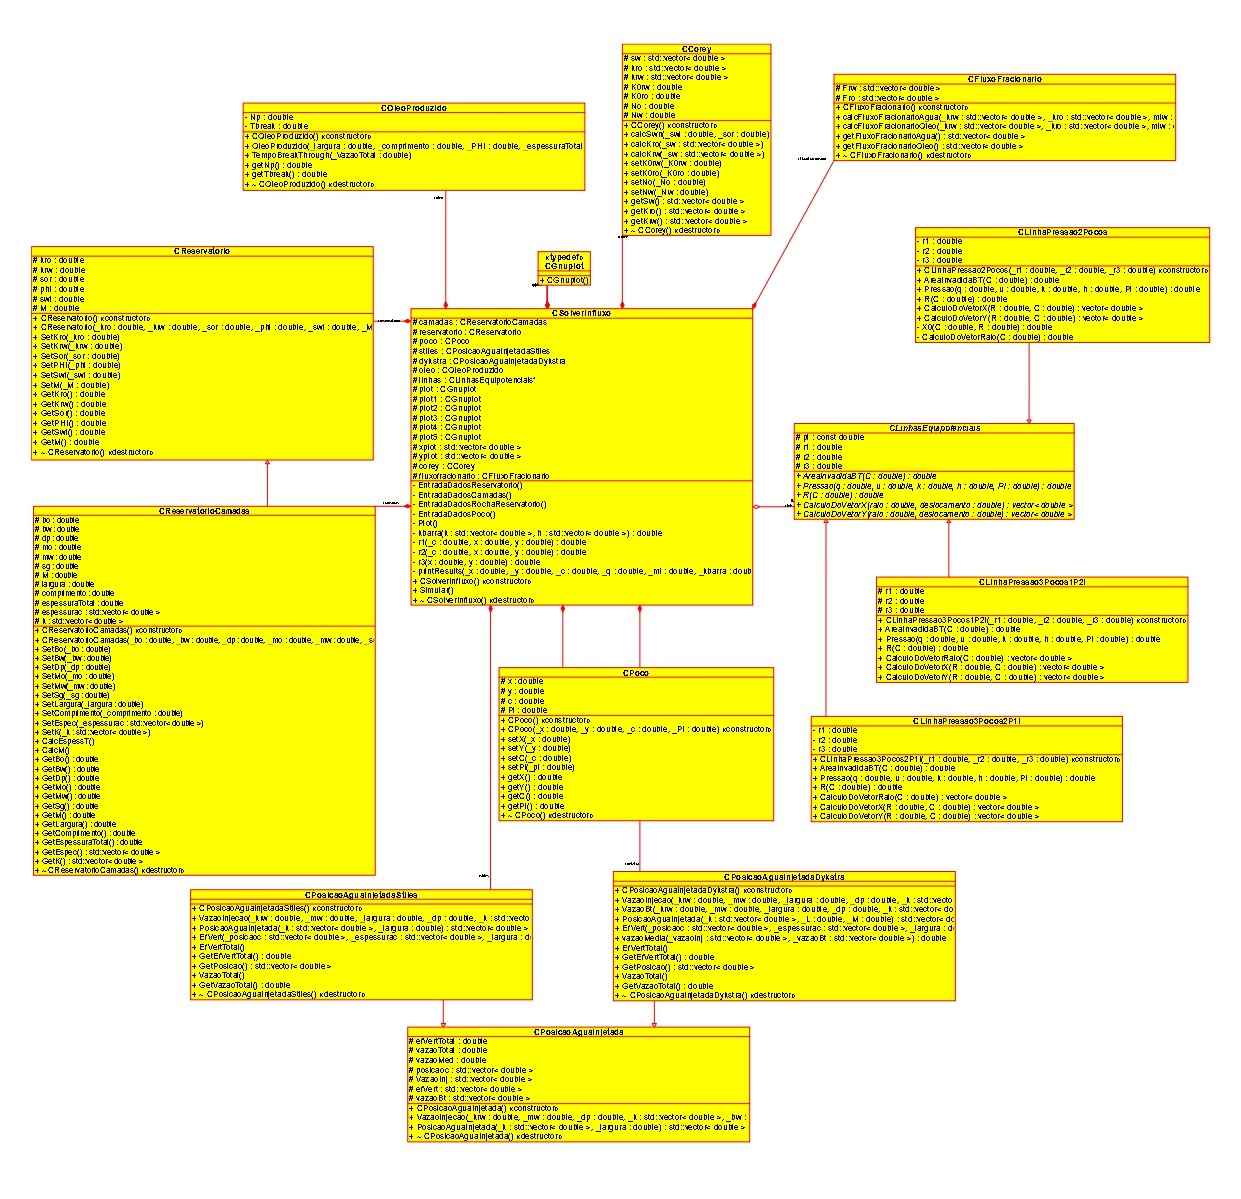 CCorey
# sw : std::vector< double >
# kro : std::vector< double >
# krw : std::vector< double >
# K0rw : double
# K0ro : double
# No : double
# Nw : double
+ CCorey() «constructor»
+ calcSwn(_swi : double, _sor : double)
+ calcKro(_sw : std::vector< double >)
+ calcKrw(_sw : std::vector< double >)
+ setK0rw(_K0rw : double)
+ setK0ro(_K0ro : double)
+ setNo(_No : double)
+ setNw(_Nw : double)
+ getSw() : std::vector< double >
+ getKro() : std::vector< double >
+ getKrw() : std::vector< double >
+ ~ CCorey() «destructor»
CFluxoFracionario
# Frw : std::vector< double >
# Fro : std::vector< double >
+ CFluxoFracionario() «constructor»
+ calcFluxoFracionarioAgua(_krw : std::vector< double >, _kro : std::vector< double >, miw :
+ calcFluxoFracionarioOleo(_krw : std::vector< double >, _kro : std::vector< double >, miw :
+ getFluxoFracionarioAgua() : std::vector< double >
+ getFluxoFracionarioOleo() : std::vector< double >
+ ~ CFluxoFracionario() «destructor»
COleoProduzido
- Np : double
- Tbreak : double
+ COleoProduzido() «constructor»
+ OleoProduzido(_largura : double, _comprimento : double, _PHI : double, _espessuraTotal
+ TempoBreakThrough(_VazaoTotal : double)
+ getNp() : double
+ getTbreak() : double
+ ~ COleoProduzido() «destructor»
CLinhaPressao2Pocos
- r1 : double
- r2 : double
- r3 : double
+ CLinhaPressao2Pocos(_r1 : double, _r2 : double, _r3 : double) «constructor»
+ AreaInvadidaBT(C : double) : double
+ Pressao(q : double, u : double, k : double, h : double, Pi : double) : double
+ R(C : double) : double
+ CalculoDoVetorX(R : double, C : double) : vector< double >
+ CalculoDoVetorY(R : double, C : double) : vector< double >
- X0(C : double, R : double) : double
- CalculoDoVetorRaio(C : double) : double
CReservatorio
# kro : double
# krw : double
# sor : double
# phi : double
# swi : double
# M : double
+ CReservatorio() «constructor»
+ CReservatorio(_kro : double, _krw : double, _sor : double, _phi : double, _swi : double, _M
+ SetKro(_kro : double)
+ SetKrw(_krw : double)
+ SetSor(_sor : double)
+ SetPHI(_phi : double)
+ SetSwi(_swi : double)
+ SetM(_M : double)
+ GetKro() : double
+ GetKrw() : double
+ GetSor() : double
+ GetPHI() : double
+ GetSwi() : double
+ GetM() : double
+ ~ CReservatorio() «destructor»
«typedef»
CGnuplot
+ CGnuplot()
CSolverInfluxo
# camadas : CReservatorioCamadas
# reservatorio : CReservatorio
# poco : CPoco
# stiles : CPosicaoAguaInjetadaStiles
# dykstra : CPosicaoAguaInjetadaDykstra
# oleo : COleoProduzido
# linhas : CLinhasEquipotenciais*
# plot : CGnuplot
# plot1 : CGnuplot
# plot2 : CGnuplot
# plot3 : CGnuplot
# plot4 : CGnuplot
# plot5 : CGnuplot
# xplot : std::vector< double >
# yplot : std::vector< double >
# corey : CCorey
# fluxofracionario : CFluxoFracionario
- EntradaDadosReservatorio()
- EntradaDadosCamadas()
- EntradaDadosRochaReservatorio()
- EntradaDadosPoco()
- Plot()
- kbarra(k : std::vector< double >, h : std::vector< double >) : double
- r1(_c : double, x : double, y : double) : double
- r2(_c : double, x : double, y : double) : double
- r3(x : double, y : double) : double
- printResults(_x : double, _y : double, _c : double, _q : double, _mi : double, _kbarra : doub
+ CSolverInfluxo() «constructor»
+ Simular()
+ ~ CSolverInfluxo() «destructor»
CLinhasEquipotenciais
# pi : const double
# r1 : double
# r2 : double
# r3 : double
+ AreaInvadidaBT(C : double) : double
+ Pressao(q : double, u : double, k : double, h : double, Pi : double) : double
+ R(C : double) : double
+ CalculoDoVetorX(raio : double, deslocamento : double) : vector< double >
+ CalculoDoVetorY(raio : double, deslocamento : double) : vector< double >
CReservatorioCamadas
# bo : double
# bw : double
# dp : double
# mo : double
# mw : double
# sg : double
# M : double
# largura : double
# comprimento : double
# espessuraTotal : double
# espessurac : std::vector< double >
# k : std::vector< double >
+ CReservatorioCamadas() «constructor»
+ CReservatorioCamadas(_bo : double, _bw : double, _dp : double, _mo : double, _mw : double, _s
+ SetBo(_bo : double)
+ SetBw(_bw : double)
+ SetDp(_dp : double)
+ SetMo(_mo : double)
+ SetMw(_mw : double)
+ SetSg(_sg : double)
+ SetLargura(_largura : double)
+ SetComprimento(_comprimento : double)
+ SetEspec(_espessurac : std::vector< double >)
+ SetK(_k : std::vector< double >)
+ CalcEspessT()
+ CalcM()
+ GetBo() : double
+ GetBw() : double
+ GetDp() : double
+ GetMo() : double
+ GetMw() : double
+ GetSg() : double
+ GetM() : double
+ GetLargura() : double
+ GetComprimento() : double
+ GetEspessuraTotal() : double
+ GetEspec() : std::vector< double >
+ GetK() : std::vector< double >
+ ~ CReservatorioCamadas() «destructor»
CLinhaPressao3Pocos1P2I
# r1 : double
# r2 : double
# r3 : double
+ CLinhaPressao3Pocos1P2I(_r1 : double, _r2 : double, _r3 : double) «constructor»
+ AreaInvadidaBT(C : double) : double
+ Pressao(q : double, u : double, k : double, h : double, Pi : double) : double
+ R(C : double) : double
+ CalculoDoVetorRaio(C : double) : vector< double >
+ CalculoDoVetorX(R : double, C : double) : vector< double >
+ CalculoDoVetorY(R : double, C : double) : vector< double >
CPoco
# x : double
# y : double
# c : double
# Pi : double
+ CPoco() «constructor»
+ CPoco(_x : double, _y : double, _c : double, _Pi : double) «constructor»
+ setX(_x : double)
+ setY(_y : double)
+ setC(_c : double)
+ setPi(_pi : double)
+ getX() : double
+ getY() : double
+ getC() : double
+ getPi() : double
+ ~ CPoco() «destructor»
CLinhaPressao3Pocos2P1I
- r1 : double
- r2 : double
- r3 : double
+ CLinhaPressao3Pocos2P1I(_r1 : double, _r2 : double, _r3 : double) «constructor»
+ AreaInvadidaBT(C : double) : double
+ Pressao(q : double, u : double, k : double, h : double, Pi : double) : double
+ R(C : double) : double
+ CalculoDoVetorRaio(C : double) : vector< double >
+ CalculoDoVetorX(R : double, C : double) : vector< double >
+ CalculoDoVetorY(R : double, C : double) : vector< double >
CPosicaoAguaInjetadaStiles
+ CPosicaoAguaInjetadaStiles() «constructor»
+ VazaoInjecao(_krw : double, _mw : double, _largura : double, _dp : double, _k : std::vecto
+ PosicaoAguaInjetada(_k : std::vector< double >, _largura : double) : std::vector< double >
+ EfVert(_posicaoc : std::vector< double >, _espessurac : std::vector< double >, _largura : d
+ EfVertTotal()
+ GetEfVertTotal() : double
+ GetPosicao() : std::vector< double >
+ VazaoTotal()
+ GetVazaoTotal() : double
+ ~ CPosicaoAguaInjetadaStiles() «destructor»
CPosicaoAguaInjetadaDykstra
+ CPosicaoAguaInjetadaDykstra() «constructor»
+ VazaoInjecao(_krw : double, _mw : double, _largura : double, _dp : double, _k : std::vecto
+ VazaoBt(_krw : double, _mw : double, _largura : double, _dp : double, _k : std::vector< d
+ PosicaoAguaInjetada(_k : std::vector< double >, _L : double, _M : double) : std::vector< do
+ EfVert(_posicaoc : std::vector< double >, _espessurac : std::vector< double >, _largura : d
+ vazaoMedia(_vazaoInj : std::vector< double >, _vazaoBt : std::vector< double >) : double
+ EfVertTotal()
+ GetEfVertTotal() : double
+ GetPosicao() : std::vector< double >
+ VazaoTotal()
+ GetVazaoTotal() : double
+ ~ CPosicaoAguaInjetadaDykstra() «destructor»
CPosicaoAguaInjetada
# efVertTotal : double
# vazaoTotal : double
# vazaoMed : double
# posicaoc : std::vector< double >
# VazaoInj : std::vector< double >
# efVert : std::vector< double >
# vazaoBt : std::vector< double >
+ CPosicaoAguaInjetada() «constructor»
+ VazaoInjecao(_krw : double, _mw : double, _dp : double, _k : std::vector< double >, _bw :
+ PosicaoAguaInjetada(_k : std::vector< double >, _largura : double) : std::vector< double >
+ ~ CPosicaoAguaInjetada() «destructor»